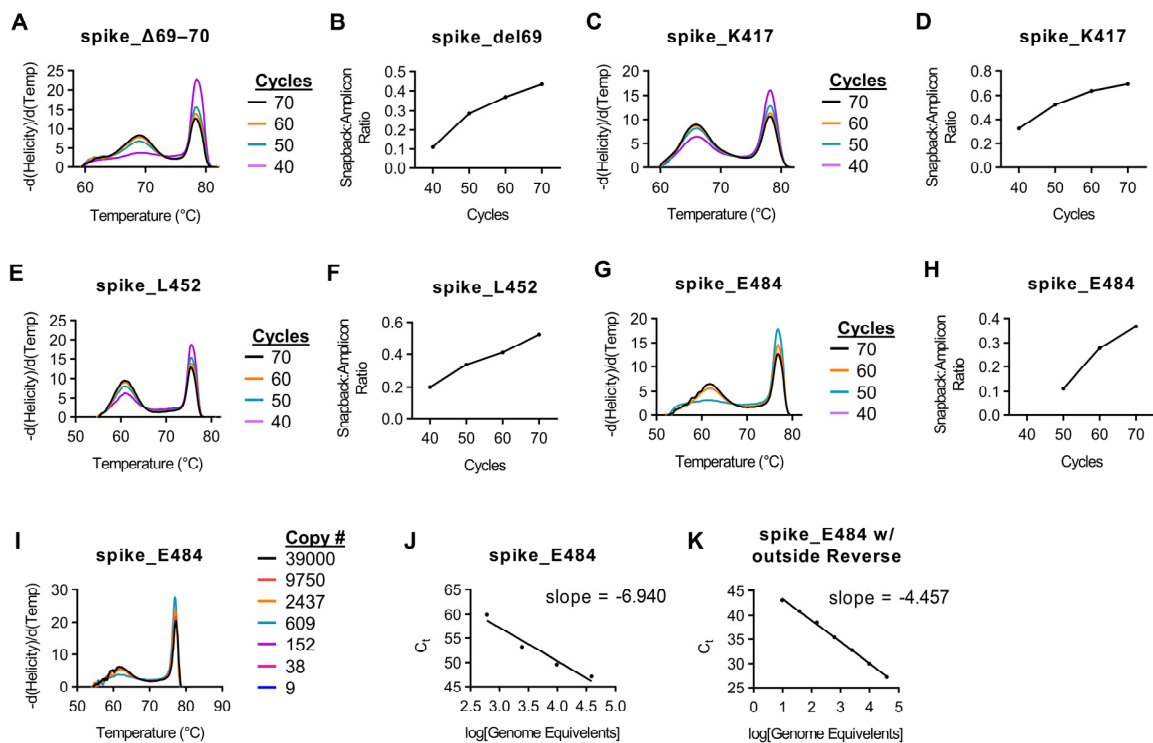 A
spike_Δ69–70
-d(Helicity)/d(Temp)
25
20
15
10
5
0
60 70 80
Temperature (°C)
Cycles
70
60
50
40
B
spike_del69
Snapback:Amplicon
Ratio
0.5
0.4
0.3
0.2
0.1
0.0
40 50 60 70
Cycles
C
spike_K417
-d(Helicity)/d(Temp)
20
15
10
5
0
60 70 80
Temperature (°C)
Cycles
70
60
50
40
D
spike_K417
Snapback:Amplicon
Ratio
0.8
0.6
0.4
0.2
0.0
40 50 60 70
Cycles
E
spike_L452
-d(Helicity)/d(Temp)
25
20
15
10
5
0
50 60 70 80
Temperature (°C)
Cycles
70
60
50
40
F
spike_L452
Snapback:Amplicon
Ratio
0.6
0.4
0.2
0.0
40 50 60 70
Cycles
G
spike_E484
-d(Helicity)/d(Temp)
20
15
10
5
0
50 60 70 80
Temperature (°C)
Cycles
70
60
50
40
H
spike_E484
Snapback:Amplicon
Ratio
0.4
0.3
0.2
0.1
0.0
40 50 60 70
Cycles
I
spike_E484
-d(Helicity)/d(Temp)
30
20
10
0
50 60 70 80 90
Temperature (°C)
Copy #
39000
9750
2437
609
152
38
9
J
spike_E484
slope = -6.940
Ct
65
60
55
50
45
2.5 3.0 3.5 4.0 4.5 5.0
log[Genome Equivelents]
K
spike_E484 w/
outside Reverse
slope = -4.457
Ct
45
40
35
30
25
0 1 2 3 4 5
log[Genome Equivelents]